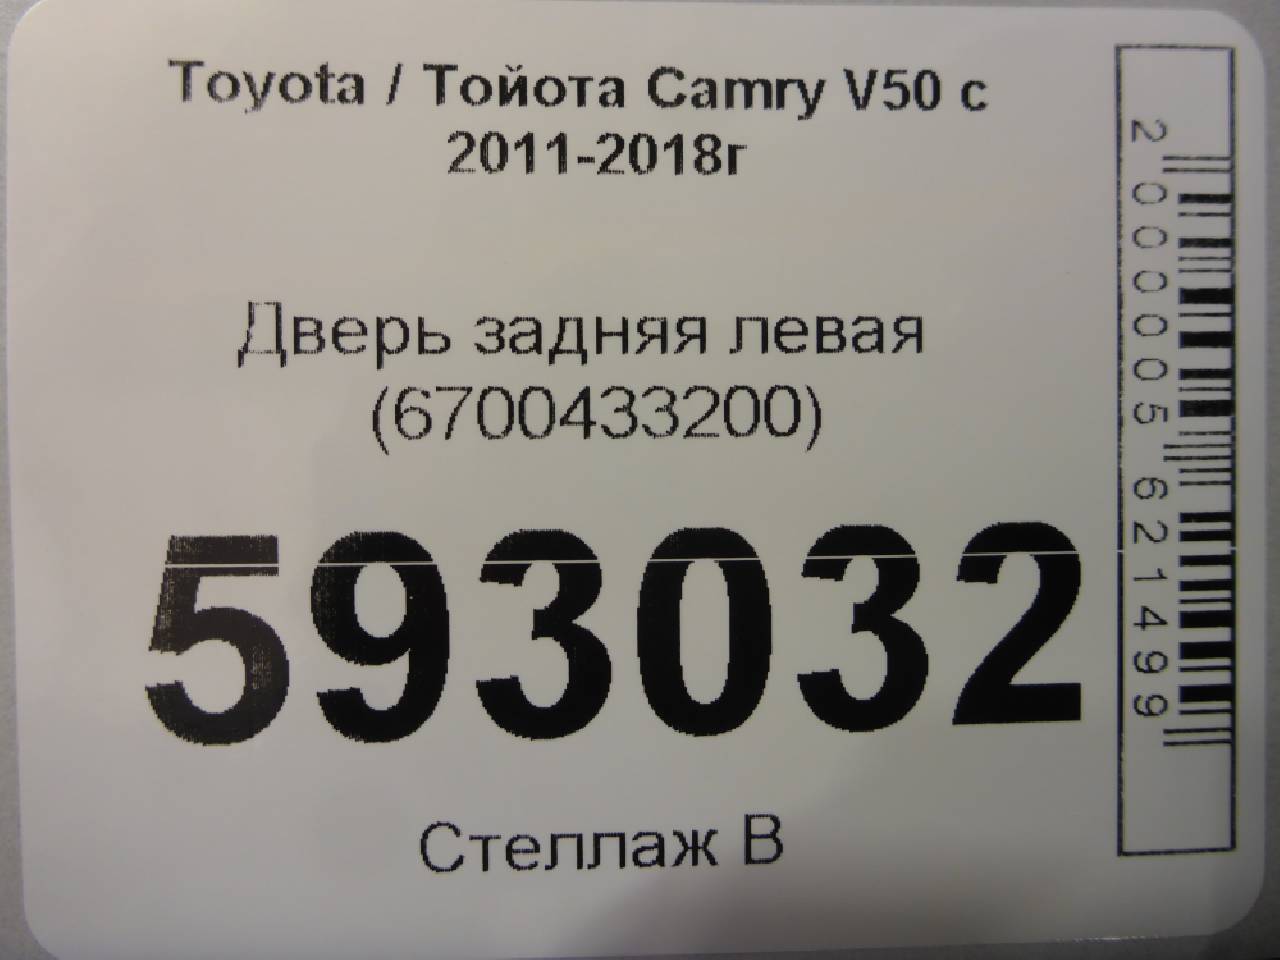 Toyota / Тойота Camry V50 с
2011-2018г
Дверь задняя левая
(6700433200)
593032
Стеллаж В
2000005621499